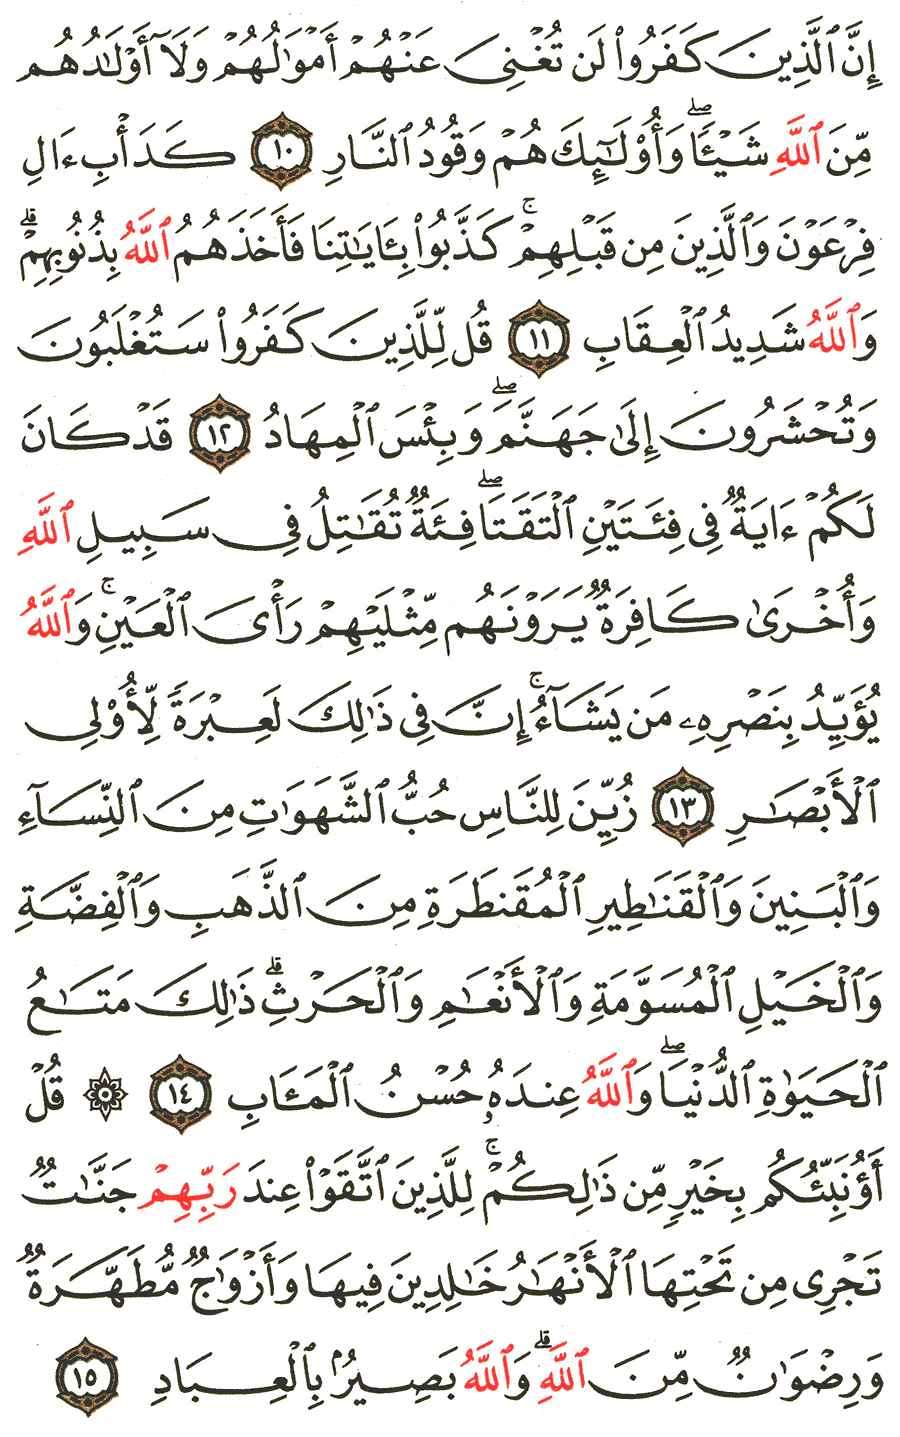 إِنَّ ٱلَّذِينَ كَفَرُوا۟ لَن تُغْنِىَ عَنْهُمْ أَمْوَٰلُهُمْ وَلَآ أَوْلَـٰدُهُم
مِّنَ ٱللَّهِ شَيْـًٔا ۖ وَأُو۟لَـٰٓئِكَ هُمْ وَقُودُ ٱلنَّارِ ١٠ كَدَأْبِ ءَالِ
فِرْعَوْنَ وَٱلَّذِينَ مِن قَبْلِهِمْ ۚ كَذَّبُوا۟ بِـَٔايَـٰتِنَا فَأَخَذَهُمُ ٱللَّهُ بِذُنُوبِهِمْ ۗ
وَٱللَّهُ شَدِيدُ ٱلْعِقَابِ ١١ قُل لِّلَّذِينَ كَفَرُوا۟ سَتُغْلَبُونَ
وَتُحْشَرُونَ إِلَىٰ جَهَنَّمَ ۖ وَبِئْسَ ٱلْمِهَادُ ١٢ قَدْ كَانَ
لَكُمْ ءَايَةٌ فِى فِئَتَيْنِ ٱلْتَقَتَا ۖ فِئَةٌ تُقَـٰتِلُ فِى سَبِيلِ ٱللَّهِ
وَأُخْرَىٰ كَافِرَةٌ يَرَوْنَهُم مِّثْلَيْهِمْ رَأْىَ ٱلْعَيْنِ ۚ وَٱللَّهُ
يُؤَيِّدُ بِنَصْرِهِۦ مَن يَشَآءُ ۚ إِنَّ فِى ذَٰلِكَ لَعِبْرَةً لِّأُو۟لِى
ٱلْأَبْصَـٰرِ ١٣ زُيِّنَ لِلنَّاسِ حُبُّ ٱلشَّهَوَٰتِ مِنَ ٱلنِّسَآءِ
وَٱلْبَنِينَ وَٱلْقَنَـٰطِيرِ ٱلْمُقَنطَرَةِ مِنَ ٱلذَّهَبِ وَٱلْفِضَّةِ
وَٱلْخَيْلِ ٱلْمُسَوَّمَةِ وَٱلْأَنْعَـٰمِ وَٱلْحَرْثِ ۗ ذَٰلِكَ مَتَـٰعُ
ٱلْحَيَوٰةِ ٱلدُّنْيَا ۖ وَٱللَّهُ عِندَهُۥ حُسْنُ ٱلْمَـَٔابِ ١٤ ۞ قُلْ
أَؤُنَبِّئُكُم بِخَيْرٍ مِّن ذَٰلِكُمْ ۚ لِلَّذِينَ ٱتَّقَوْا۟ عِندَ رَبِّهِمْ جَنَّـٰتٌ
تَجْرِى مِن تَحْتِهَا ٱلْأَنْهَـٰرُ خَـٰلِدِينَ فِيهَا وَأَزْوَٰجٌ مُّطَهَّرَةٌ
وَرِضْوَٰنٌ مِّنَ ٱللَّهِ ۗ وَٱللَّهُ بَصِيرٌۢ بِٱلْعِبَادِ ١٥